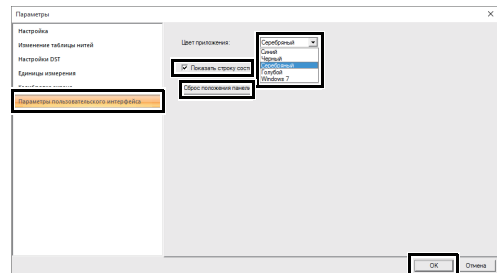 Параметры
Настройка
Изменение таблицы нитей
Настройки DST
Единицы измерения
Параметры пользовательского интерфейса
Цвет приложения:
Серебряный
Синий
Черный
Серебряный
Голубой
Windows 7
Показать строку сост
Сброс положения панели
OK
Отмена